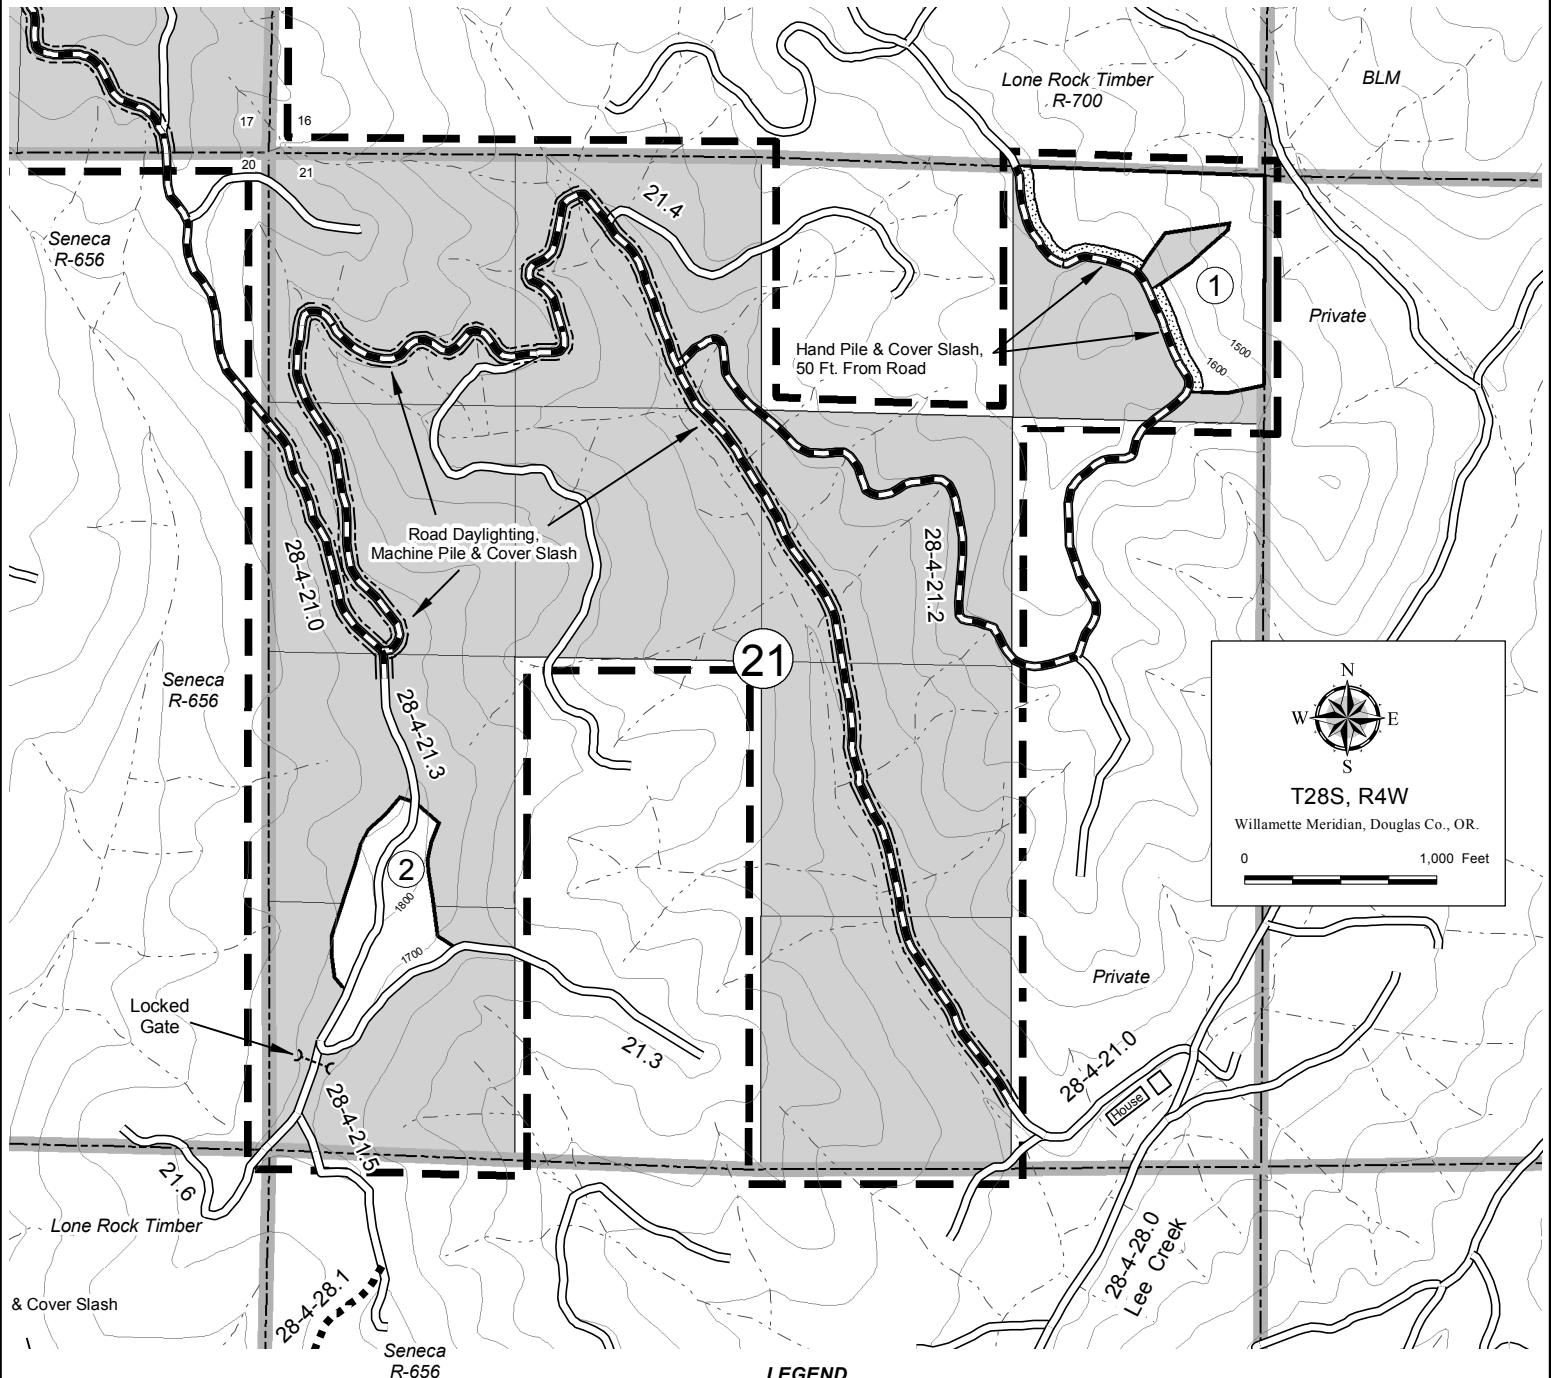 Lone Rock Timber
R-700
BLM
17
16
20
21
Seneca
R-656
21.4
1
Private
Hand Pile & Cover Slash,
50 Ft. From Road
1500
1600
Road Daylighting,
Machine Pile & Cover Slash
28-4-21.0
28-4-21.2
21
Seneca
R-656
28-4-21.3
N
W
E
S
T28S, R4W
Willamette Meridian, Douglas Co., OR.
0
1,000 Feet
2
1800
1700
Locked
Gate
Private
21.3
28-4-21.0
House
28-4-21.5
21.6
Lone Rock Timber
28-4-28.0
Lee Creek
28-4-28.1
& Cover Slash
Seneca
R-656
LEGEND